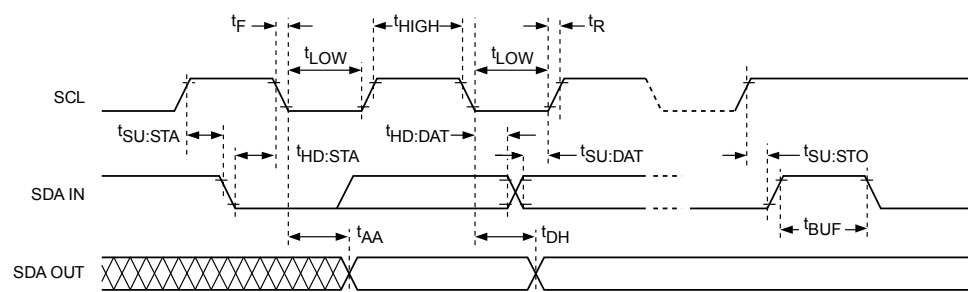 tF
tHIGH
tR
tLOW
tLOW
SCL
tSU:STA
tHD:STA
tHD:DAT
tSU:DAT
tSU:STO
SDA IN
tBUF
tAA
tDH
SDA OUT